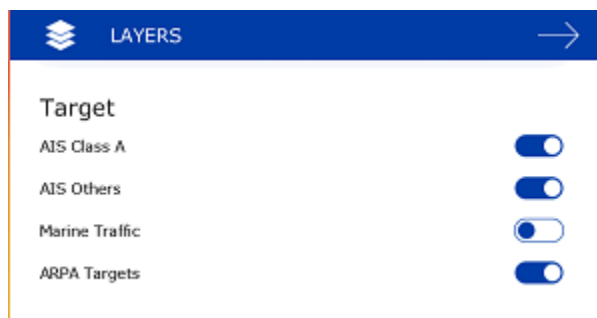 LAYERS
Target
AIS Class A
AIS Others
Marine Traffic
ARPA Targets